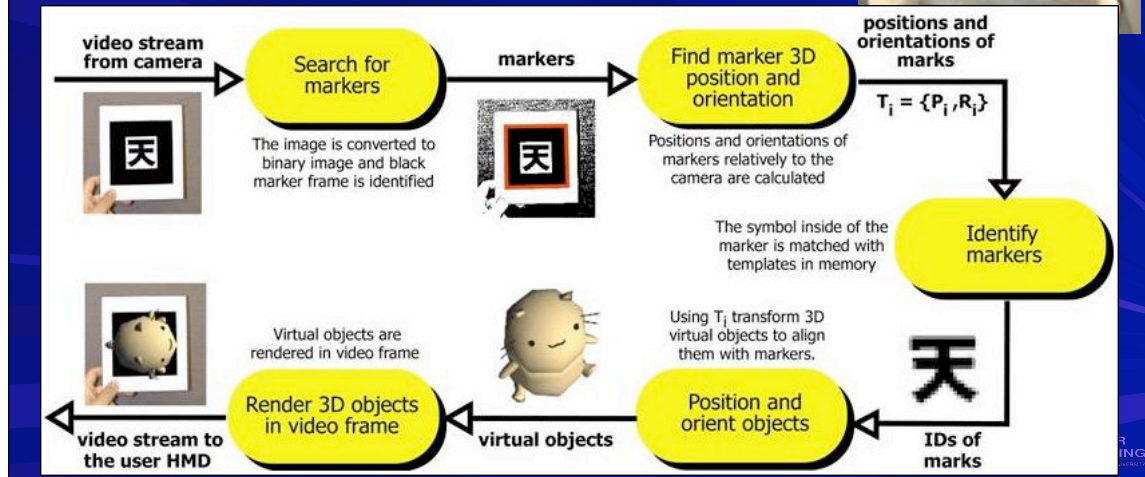 video stream
from camera
Search for
markers
The image is converted to
binary image and black
marker frame is identified
天
markers
天
Find marker 3D
position and
orientation
Positions and orientations of
markers relatively to the
camera are calculated
positions and
orientations of
marks
Ti = {Pi ,Ri}
The symbol inside of the
marker is matched with
templates in memory
Identify
markers
天
IDs of
marks
Using Ti transform 3D
virtual objects to align
them with markers.
Position and
orient objects
virtual objects
Virtual objects are
rendered in video frame
Render 3D objects
in video frame
video stream to
the user HMD
R
ING